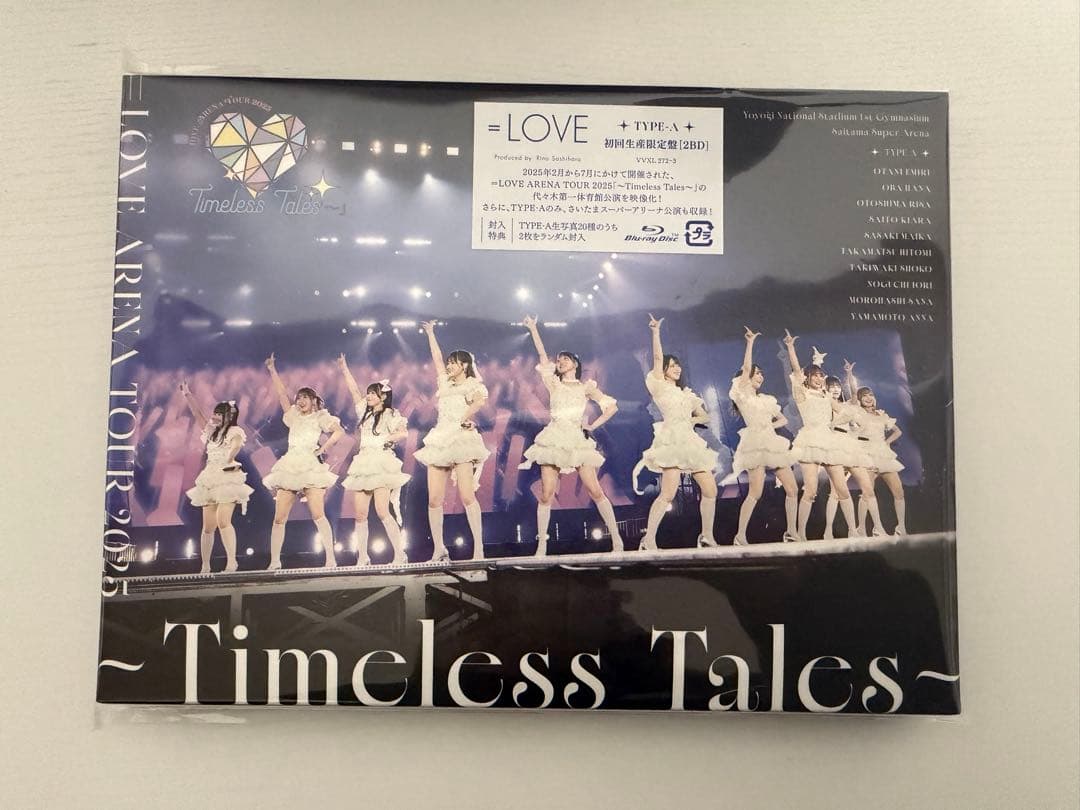 =LOVE ARENA TOUR 2025
=LOVE ARENA TOUR 2025
Timeless Tales～」
=LOVE
Produced by Rino Sashihara
TYPE-A
初回生産限定盤[2BD]
VVXL 272~3
2025年2月から7月にかけて開催された、
=LOVE ARENA TOUR 2025「～Timeless Tales～」の
代々木第一体育館公演を映像化！
さらに、TYPE-Aのみ、さいたまスーパーアリーナ公演も収録！
封入
特典
TYPE-A生写真20種のうち
2枚をランダム封入
Blu-ray Disc™
プラ
Yoyogi National Stadium 1st Gymnasium
Saitama Super Arena
TYPE-A
OTANI EMIRI
OBA HANA
OTOSHIMA RISA
SAITO KIARA
SASAKI MAIKA
TAKAMATSU HITOMI
TAKIWAKI SHOKO
NOGUCHI IORI
MOROHASHI SANA
YAMAMOTO ANNA
～Timeless Tales～